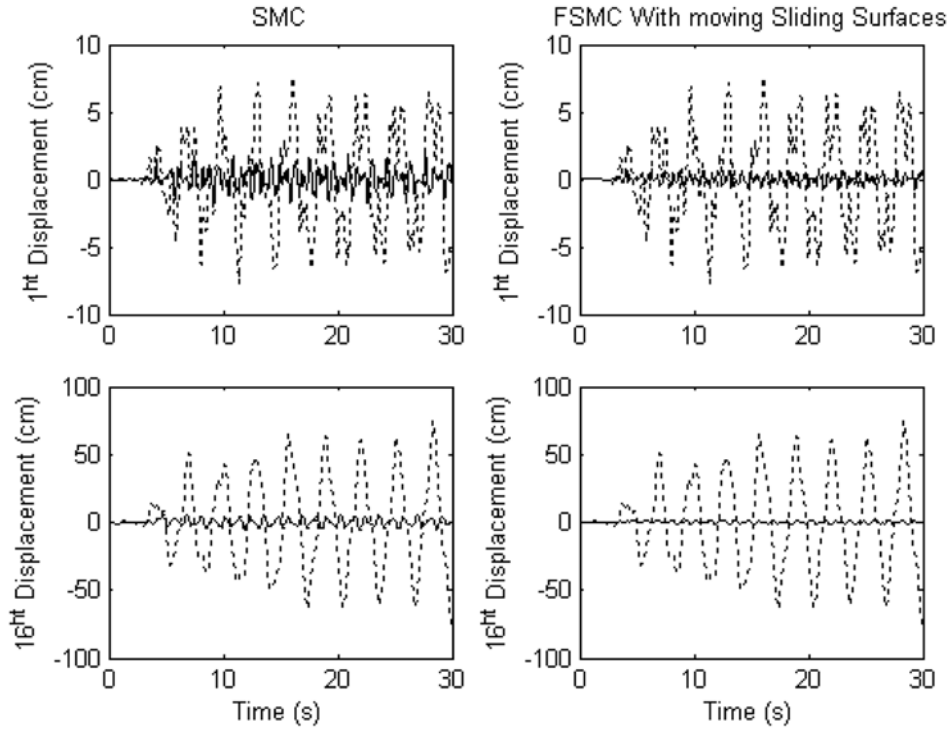 SMC
FSMC With moving Sliding Surfaces
1ht Displacement (cm)
10
5
0
-5
-10
0 10 20 30
1ht Displacement (cm)
10
5
0
-5
-10
0 10 20 30
16ht Displacement (cm)
100
50
0
-50
-100
0 10 20 30
Time (s)
16ht Displacement (cm)
100
50
0
-50
-100
0 10 20 30
Time (s)